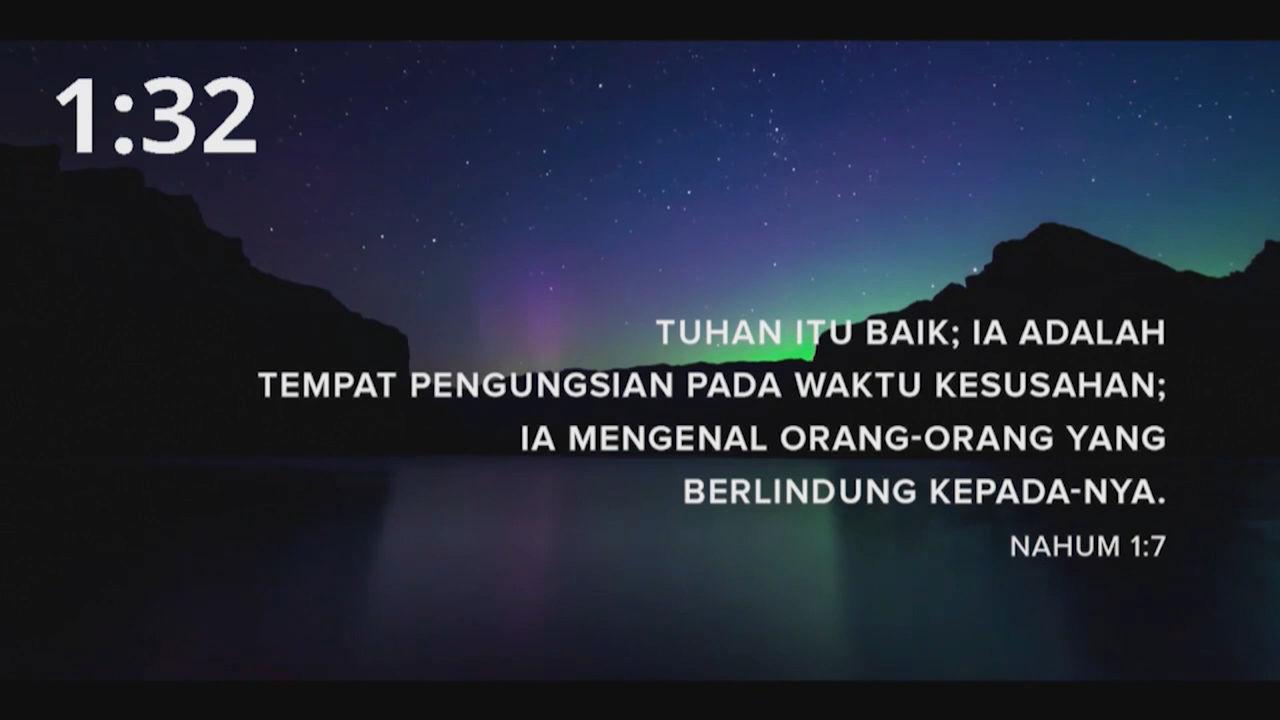 1:32
TUHAN ITU BAIK; IA ADALAH
TEMPAT PENGUNGSIAN PADA WAKTU KESUSAHAN;
IA MENGENAL ORANG-ORANG YANG
BERLINDUNG KEPADA-NYA.
NAHUM 1:7